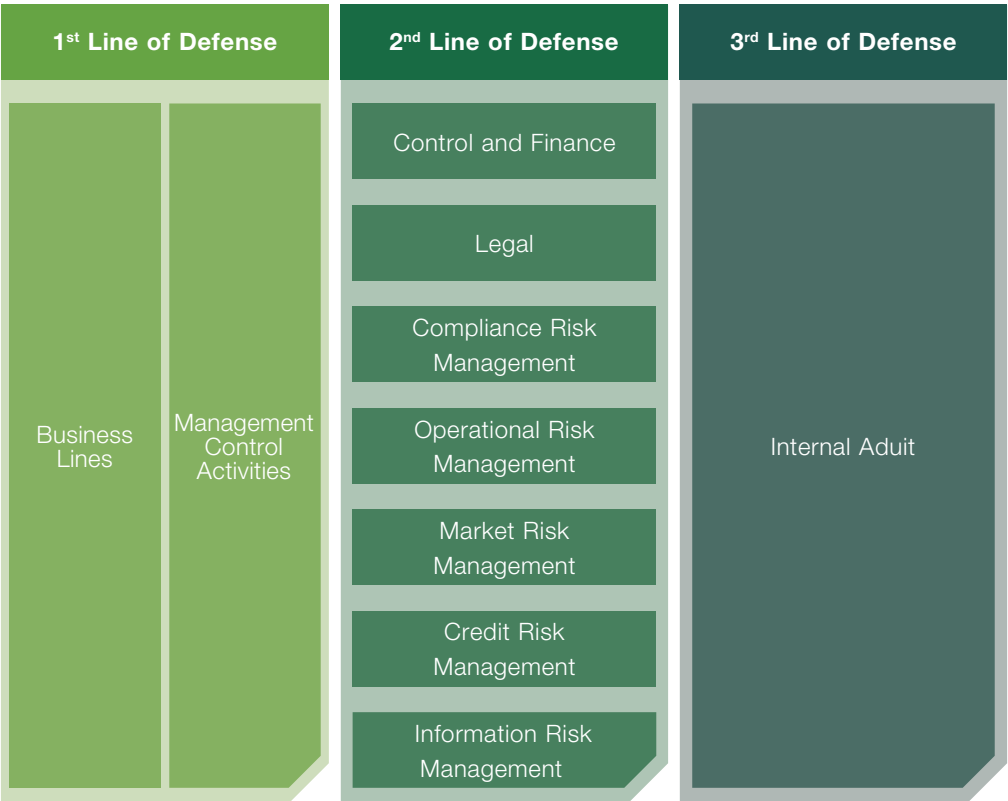 1st Line of Defense
Business
Lines
Management
Control
Activities
2nd Line of Defense
Control and Finance
Legal
Compliance Risk
Management
Operational Risk
Management
Market Risk
Management
Credit Risk
Management
Information Risk
Management
3rd Line of Defense
Internal Aduit